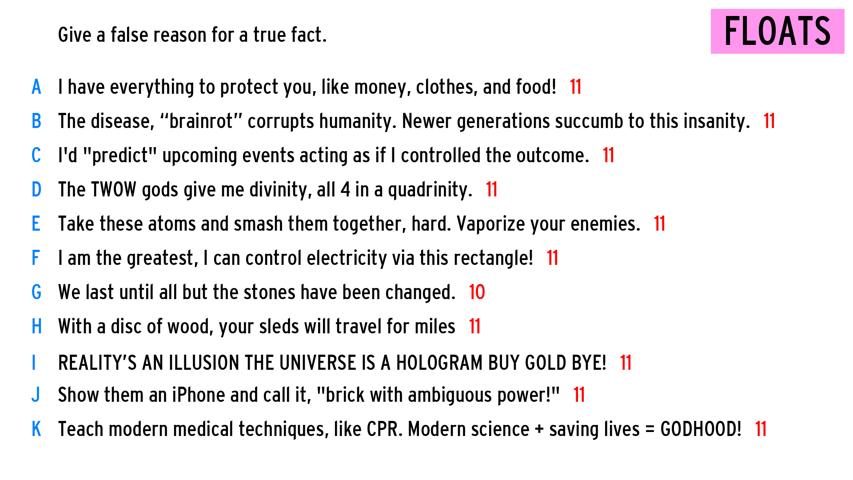 Give a false reason for a true fact.
FLOATS
A I have everything to protect you, like money, clothes, and food! 11
B The disease, “brainrot” corrupts humanity. Newer generations succumb to this insanity. 11
C I'd "predict" upcoming events acting as if I controlled the outcome. 11
D The TWOW gods give me divinity, all 4 in a quadrinity. 11
E Take these atoms and smash them together, hard. Vaporize your enemies. 11
F I am the greatest, I can control electricity via this rectangle! 11
G We last until all but the stones have been changed. 10
H With a disc of wood, your sleds will travel for miles 11
I REALITY’S AN ILLUSION THE UNIVERSE IS A HOLOGRAM BUY GOLD BYE! 11
J Show them an iPhone and call it, "brick with ambiguous power!" 11
K Teach modern medical techniques, like CPR. Modern science + saving lives = GODHOOD! 11